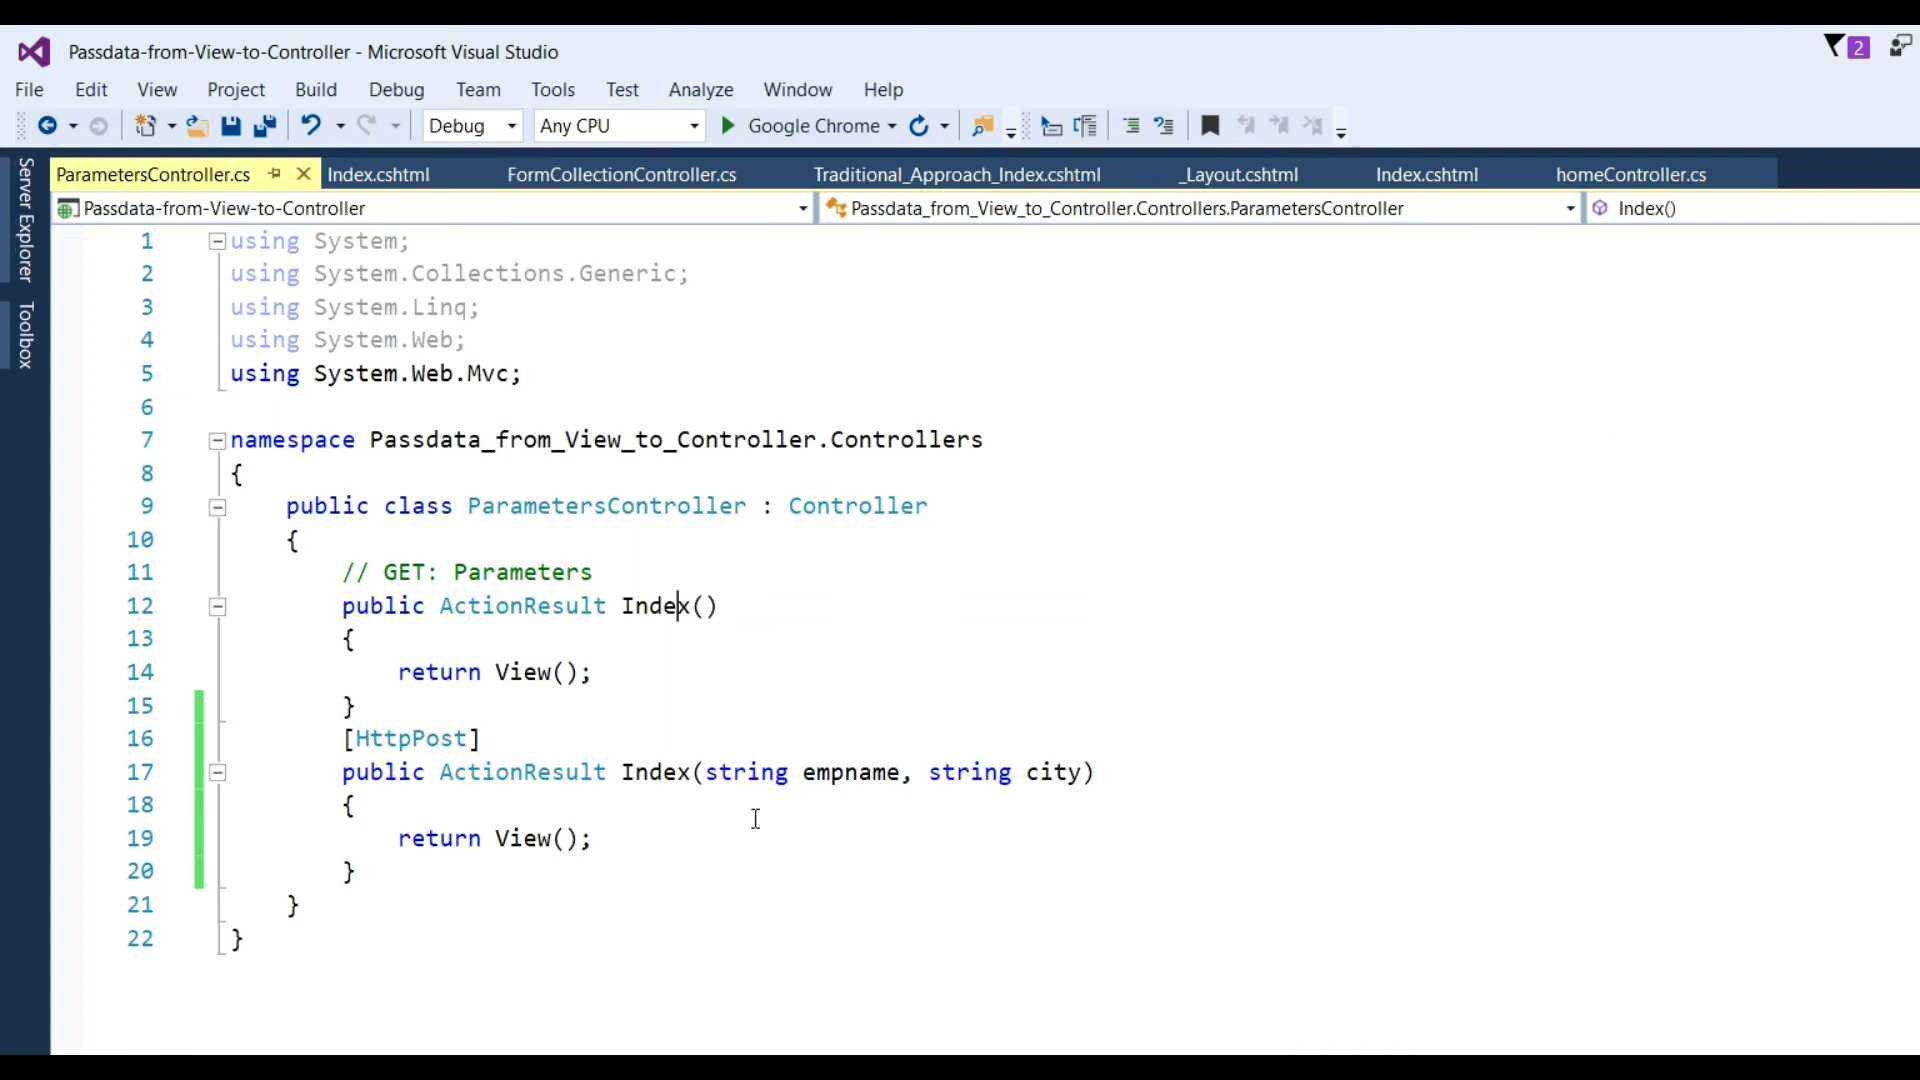 Passdata-from-View-to-Controller - Microsoft Visual Studio
2
File Edit View Project Build Debug Team Tools Test Analyze Window Help
Debug Any CPU Google Chrome
Server Explorer
Toolbox
ParametersController.cs Index.cshtml FormCollectionController.cs Traditional_Approach_Index.cshtml _Layout.cshtml Index.cshtml homeController.cs
Passdata-from-View-to-Controller Passdata_from_View_to_Controller.Controllers.ParametersController Index()
1 using System;
2 using System.Collections.Generic;
3 using System.Linq;
4 using System.Web;
5 using System.Web.Mvc;
6
7 namespace Passdata_from_View_to_Controller.Controllers
8 {
9 public class ParametersController : Controller
10 {
11 // GET: Parameters
12 public ActionResult Index()
13 {
14 return View();
15 }
16 [HttpPost]
17 public ActionResult Index(string empname, string city)
18 {
19 return View();
20 }
21 }
22 }